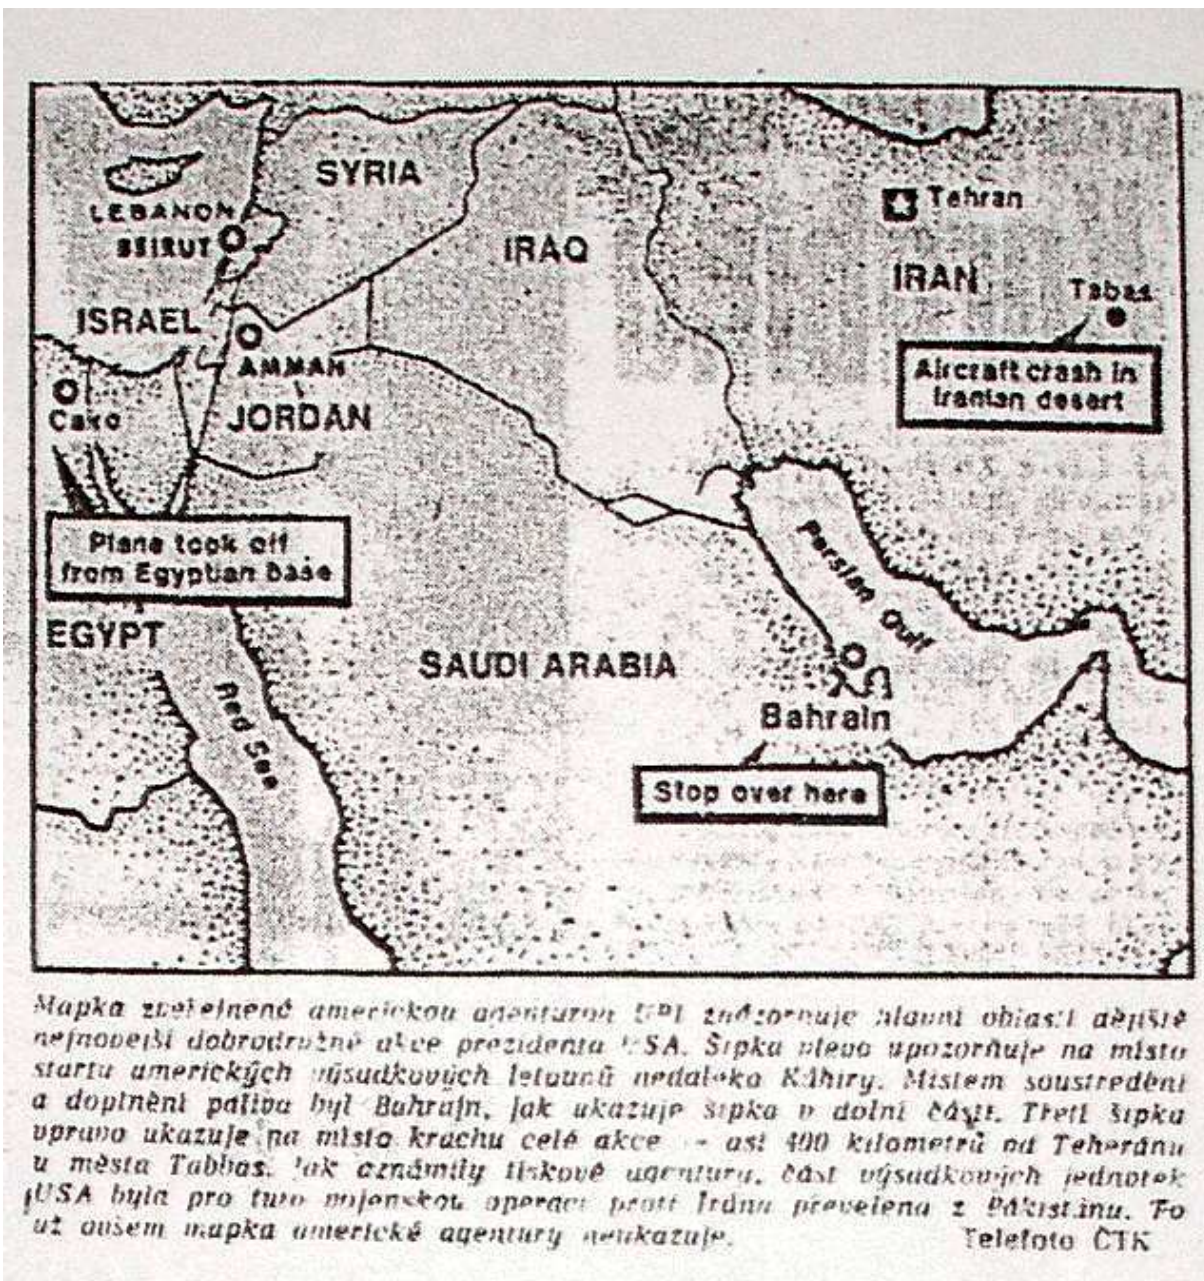 SYRIA
LEBANON
BEIRUT
IRAQ
Tehran
IRAN
Tabas
ISRAEL
AMMAN
Aircraft crash in
Iranian desert
Cairo
JORDAN
Plane took off
from Egyptian base
Persian Gulf
EGYPT
SAUDI ARABIA
Red Sea
Bahrain
Stop over here
Mapka zveřejněná americkou agenturou UPI znázorňuje hlavní oblasti dějiště
nejnovější dobrodružné akce prezidenta USA. Šipka vlevo upozorňuje na místo
startu amerických výsadkových letounů nedaleko Káhiry. Místem soustředění
a doplnění paliva byl Bahrajn, jak ukazuje šipka v dolní části. Třetí šipka
vpravo ukazuje na místo krachu celé akce — asi 400 kilometrů od Teheránu
u města Tabbas. Jak oznámily tiskové agentury, část výsadkových jednotek
USA byla pro tuto vojenskou operaci proti Íránu převelena z Pákistánu. To
už ovšem mapka americké agentury neukazuje.
Telefoto ČTK